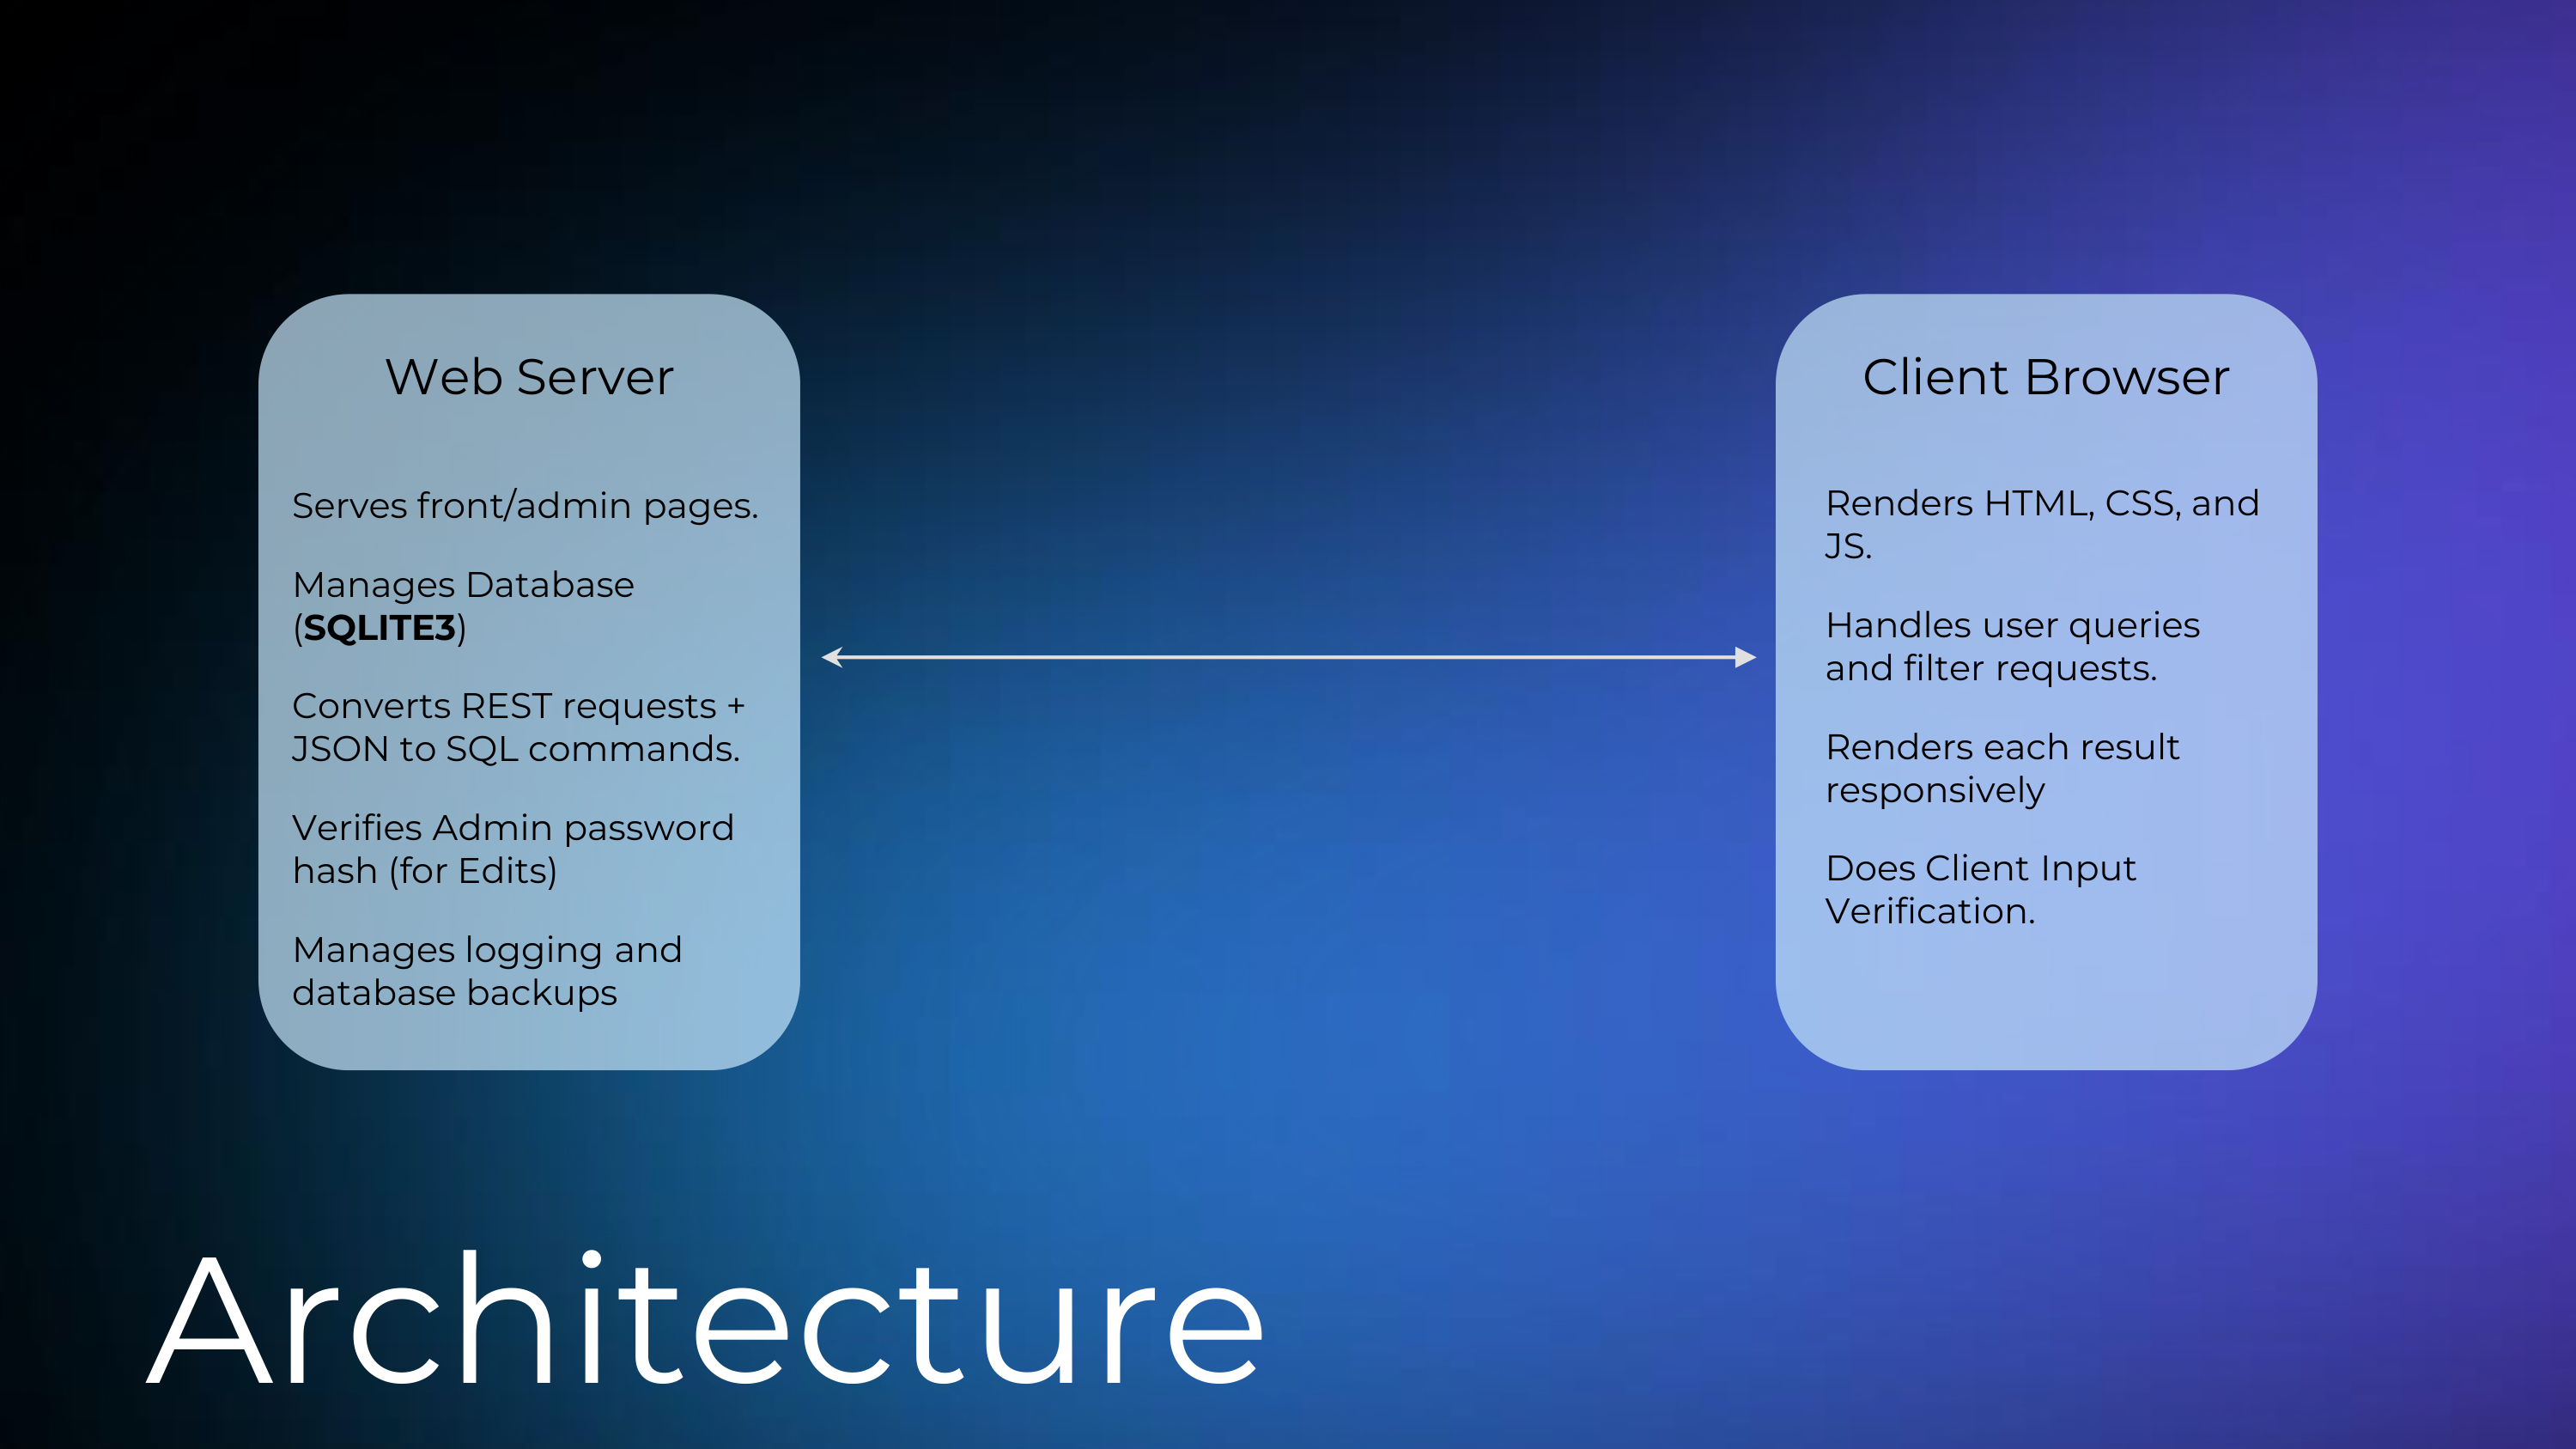 Web Server
Serves front/admin pages.
Manages Database
(SQLITE3)
Converts REST requests +
JSON to SQL commands.
Verifies Admin password
hash (for Edits)
Manages logging and
database backups
Client Browser
Renders HTML, CSS, and
JS.
Handles user queries
and filter requests.
Renders each result
responsively
Does Client Input
Verification.
Architecture